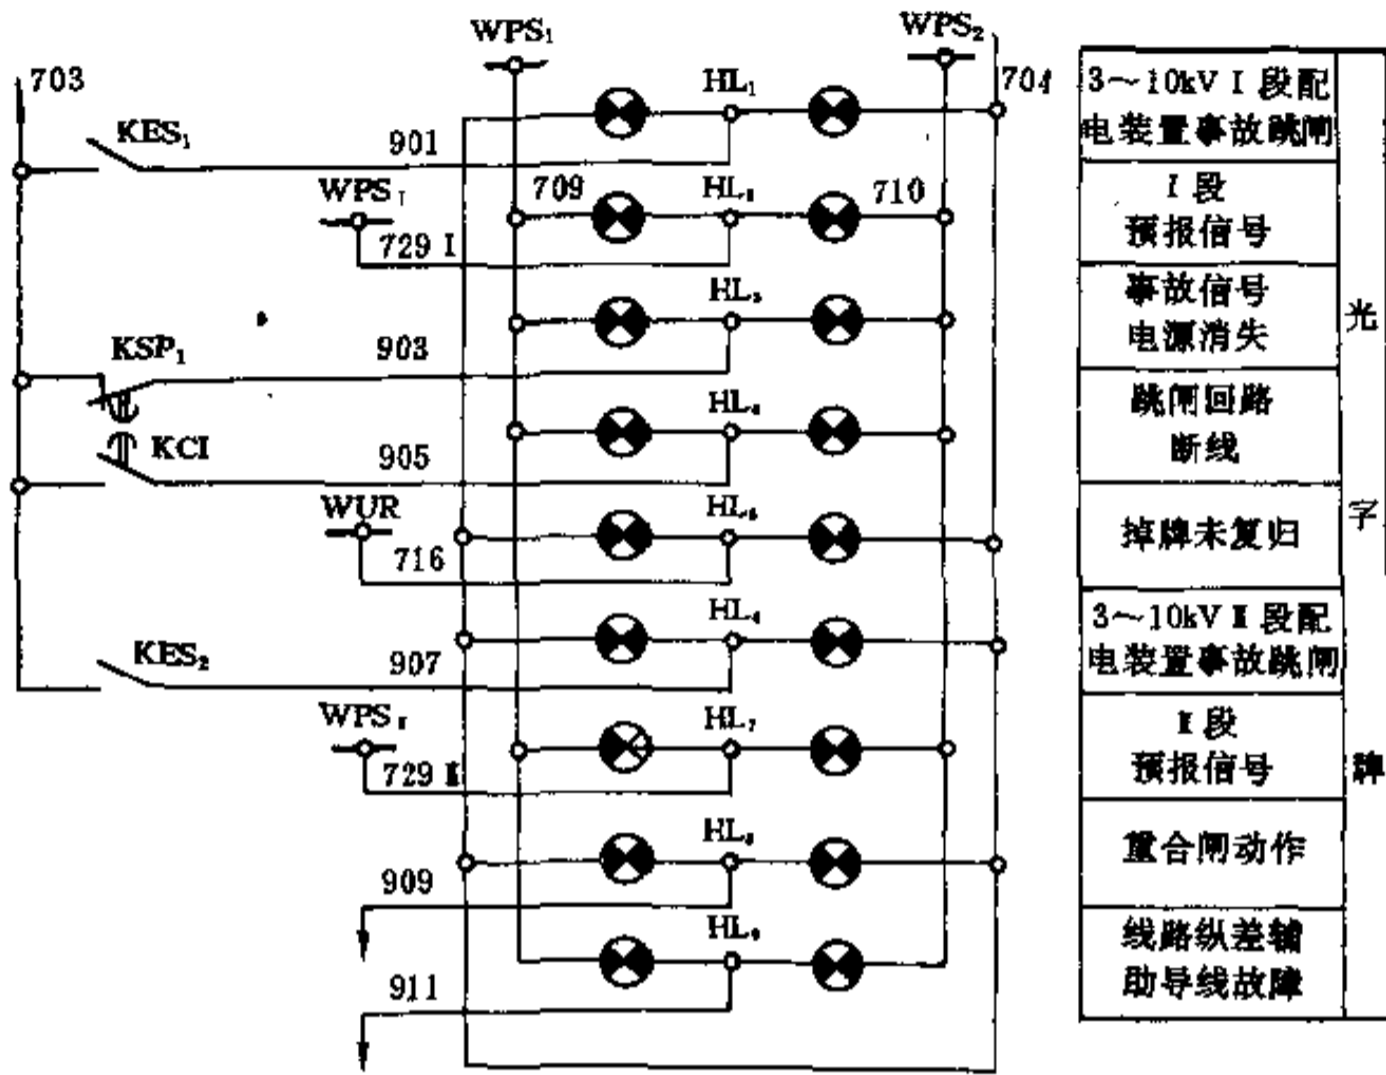 WPS₁
WPS₂
703
704
KES₁
901
HL₁
WPS_I
729 I
709
HL₂
710
HL₃
KSP₁
903
HL₄
KCI
905
WUR
716
HL₅
KES₂
907
HL₆
WPS_II
729 II
HL₇
HL₈
909
HL₉
911
3～10kV I 段配
电装置事故跳闸
I 段
预报信号
事故信号
电源消失
跳闸回路
断线
掉牌未复归
3～10kV II 段配
电装置事故跳闸
II 段
预报信号
重合闸动作
线路纵差辅
助导线故障
光
字
牌